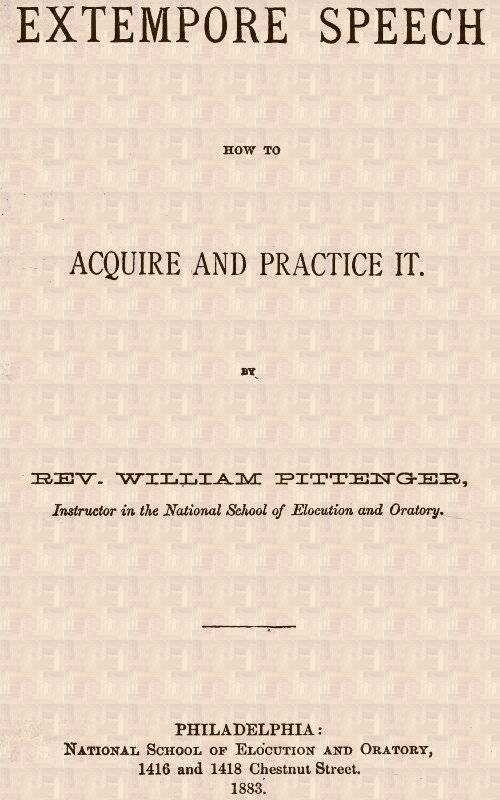 EXTEMPORE SPEECH
HOW TO
ACQUIRE AND PRACTICE IT.
BY
REV. WILLIAM PITTENGER,
Instructor in the National School of Elocution and Oratory.
PHILADELPHIA:
NATIONAL SCHOOL OF ELOCUTION AND ORATORY,
1416 and 1418 Chestnut Street.
1883.